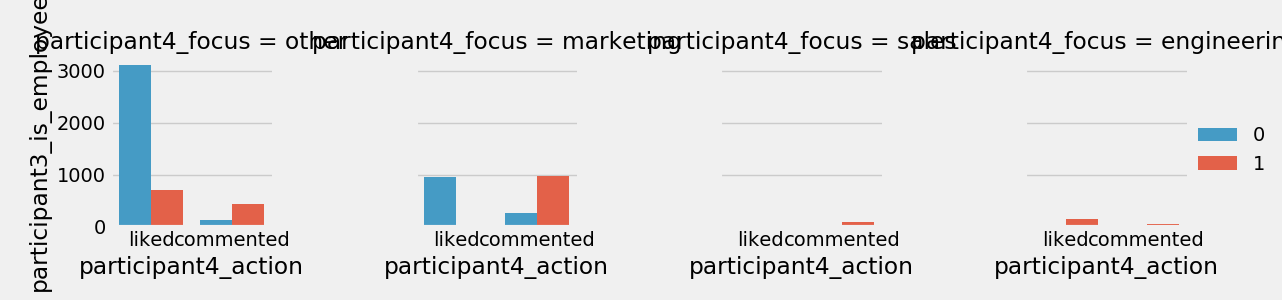 participant4_focus = other
participant4_focus = marketing
participant4_focus = sales
participant4_focus = engineerin
participant3_is_employee
3000
2000
1000
0
liked commented
liked commented
liked commented
liked commented
participant4_action
participant4_action
participant4_action
participant4_action
0
1